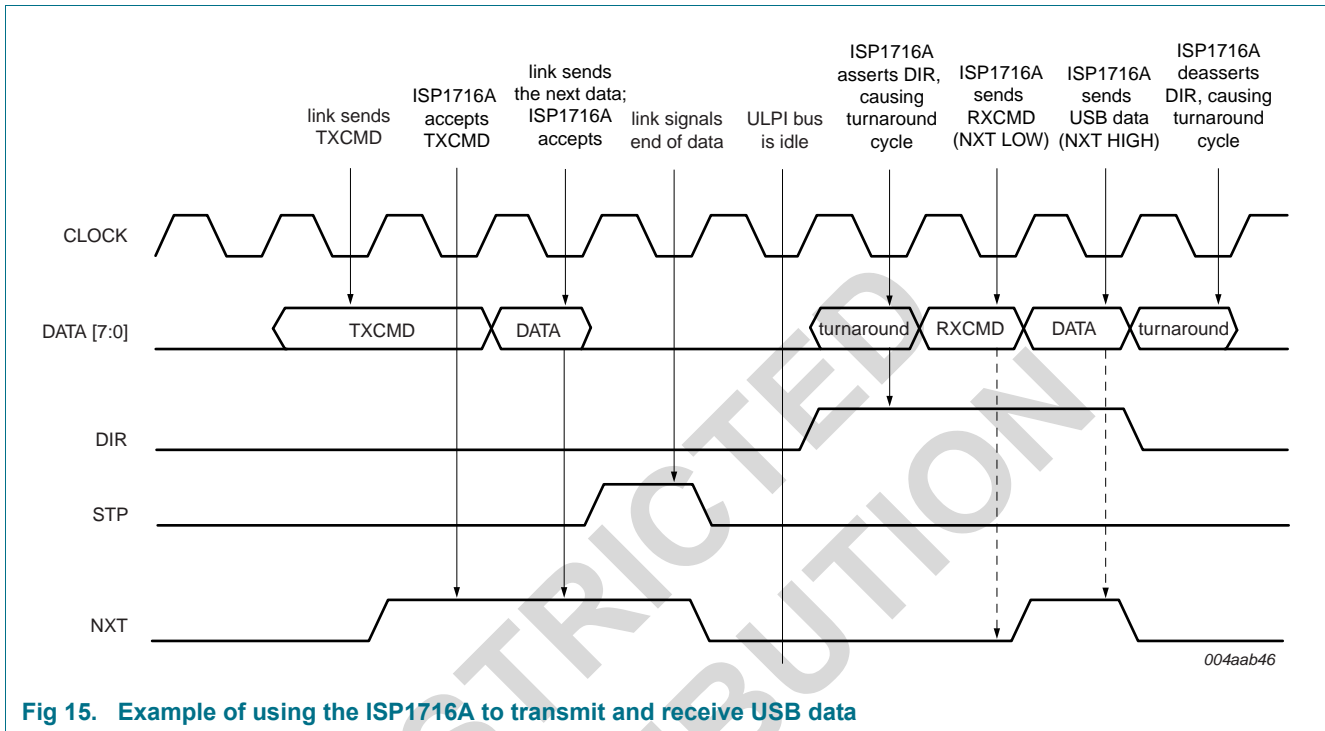 link sends
TXCMD
ISP1716A
accepts
TXCMD
link sends
the next data;
ISP1716A
accepts
link signals
end of data
ULPI bus
is idle
ISP1716A
asserts DIR,
causing
turnaround
cycle
ISP1716A
sends
RXCMD
(NXT LOW)
ISP1716A
sends
USB data
(NXT HIGH)
ISP1716A
deasserts
DIR, causing
turnaround
cycle
CLOCK
DATA [7:0]
TXCMD
DATA
turnaround
RXCMD
DATA
turnaround
DIR
STP
NXT
004aab46
STRICTED
BUTION
Fig 15. Example of using the ISP1716A to transmit and receive USB data